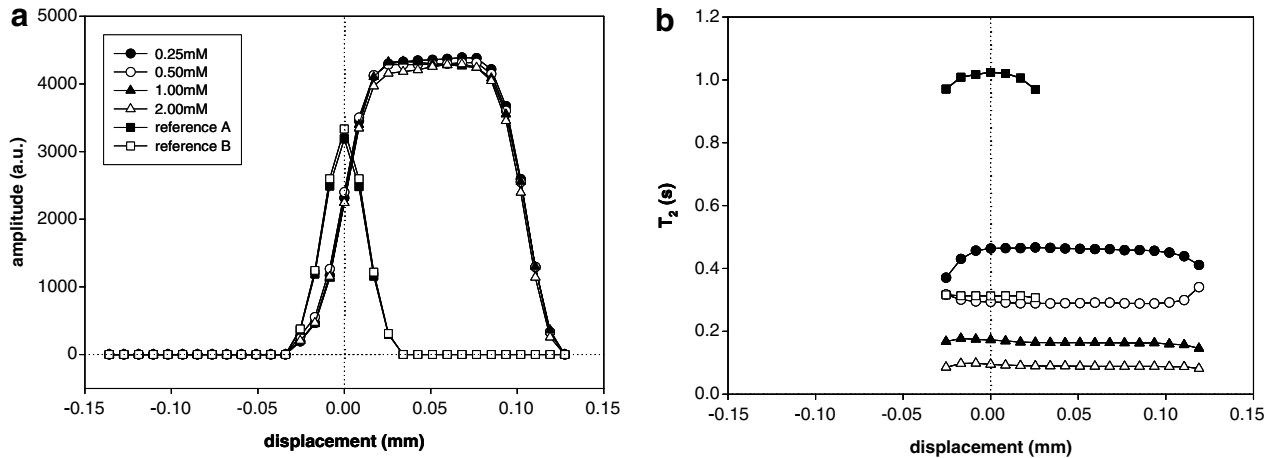 a
5000
4000
3000
2000
1000
0
amplitude (a.u.)
0.25mM
0.50mM
1.00mM
2.00mM
reference A
reference B
-0.15
-0.10
-0.05
0.00
0.05
0.10
0.15
displacement (mm)
b
1.2
1.0
0.8
0.6
0.4
0.2
0.0
T2 (s)
-0.15
-0.10
-0.05
0.00
0.05
0.10
0.15
displacement (mm)